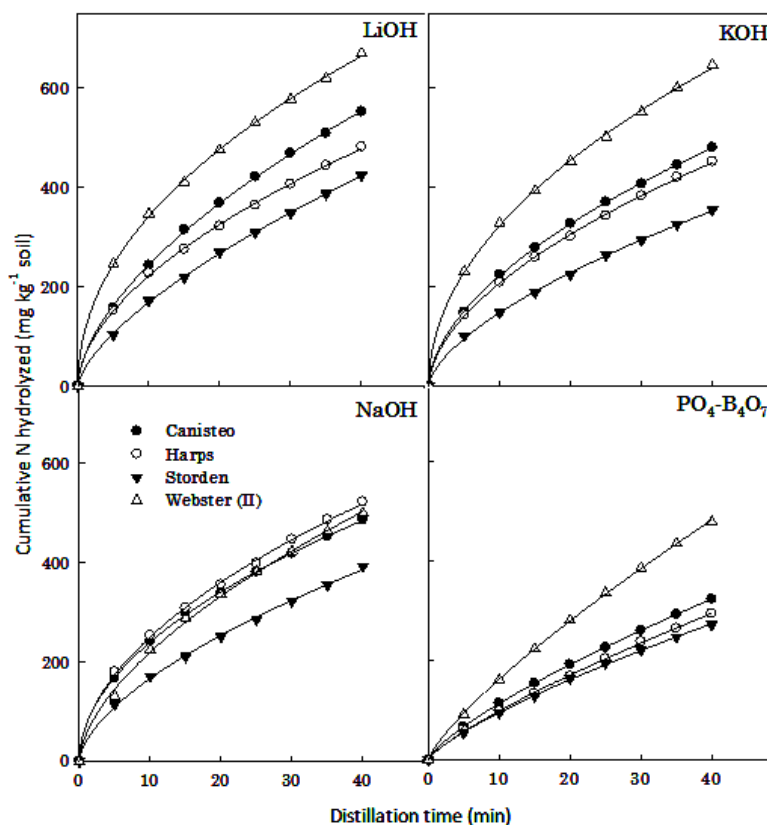 LiOH
KOH
600
400
200
0
NaOH
PO₄-B₄O₇
Canisteo
Harps
Storden
Webster (II)
600
400
200
0
0 10 20 30 40
0 10 20 30 40
Cumulative N hydrolyzed (mg kg⁻¹ soil)
Distillation time (min)